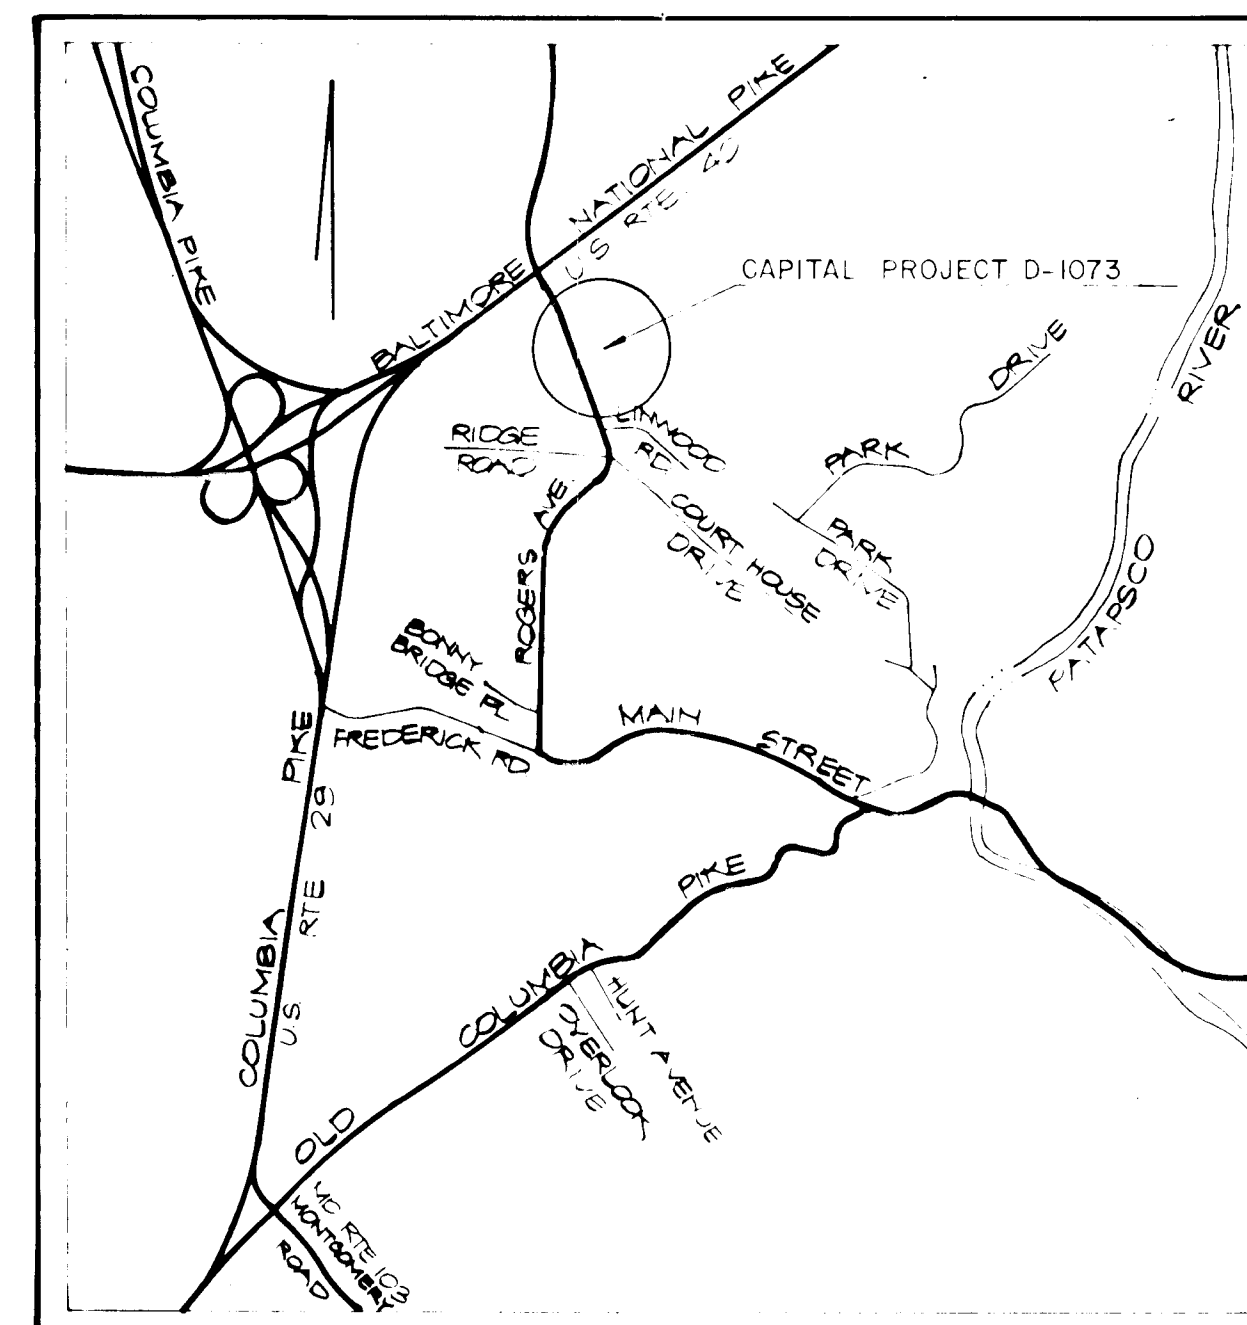 COLUMBIA PIKE
BALTIMORE NATIONAL PIKE
U S RTE. 40
CAPITAL PROJECT D-1073
RIVER
PATAPSCO
PARK DRIVE
PARK
DRIVE
LINWOOD
RD
RIDGE
ROAD
COURT HOUSE
DRIVE
ROGERS AVE.
BONNY
BRIDGE PL
FREDERICK RD
MAIN STREET
COLUMBIA PIKE
U.S. RTE 29
OLD COLUMBIA PIKE
HUNT AVENUE
OVERLOOK
DRIVE
MD RTE 103
MONTGOMERY
ROAD